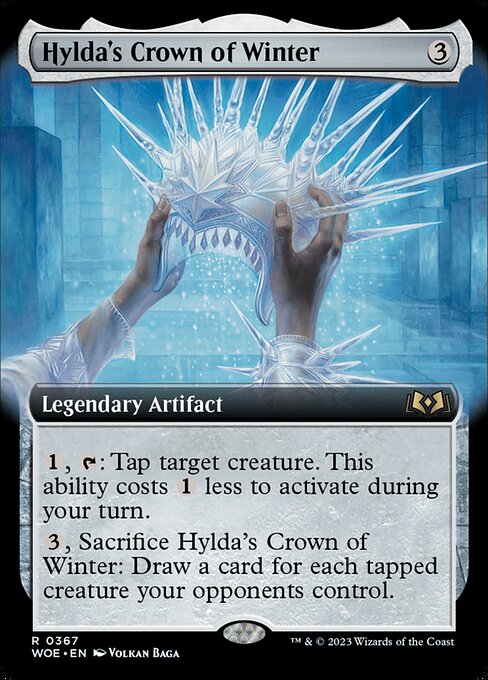 Hylda's Crown of Winter 3
Legendary Artifact
1, : Tap target creature. This
ability costs 1 less to activate during
your turn.
3, Sacrifice Hylda's Crown of
Winter: Draw a card for each tapped
creature your opponents control.
R 0367
WOE • EN VOLKAN BAGA
™ & © 2023 Wizards of the Coast